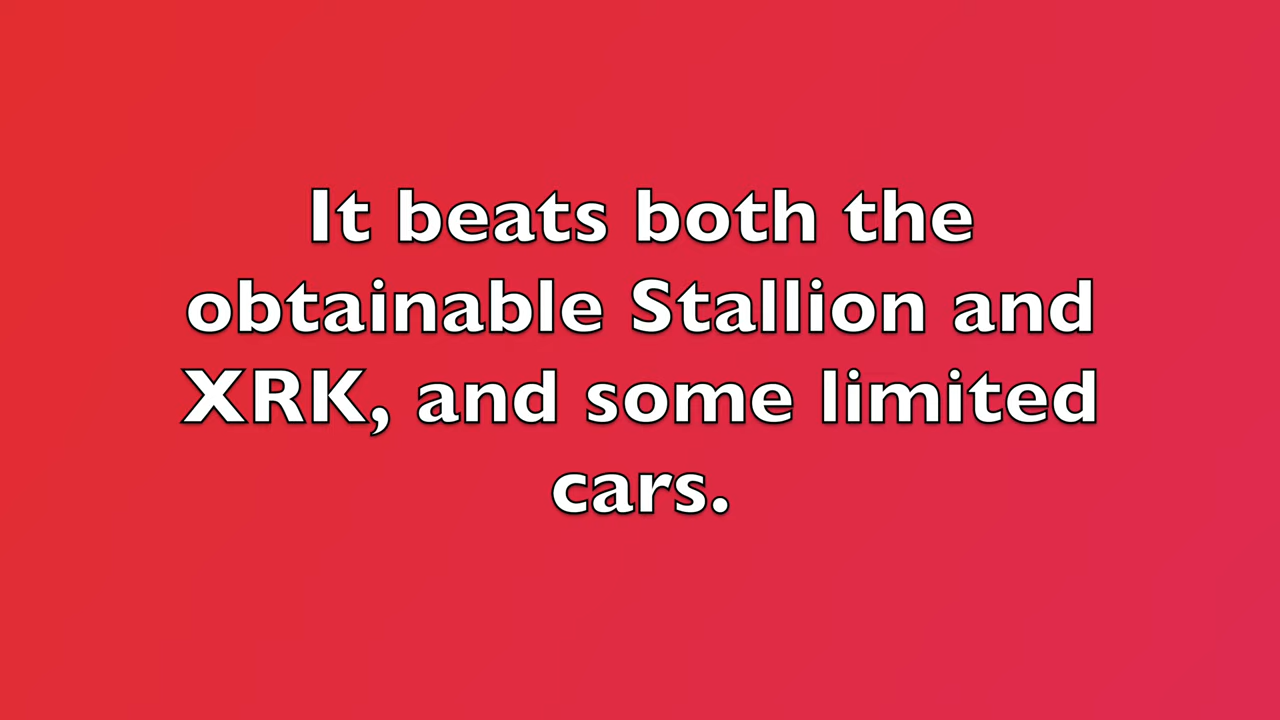 It beats both the
obtainable Stallion and
XRK, and some limited
cars.